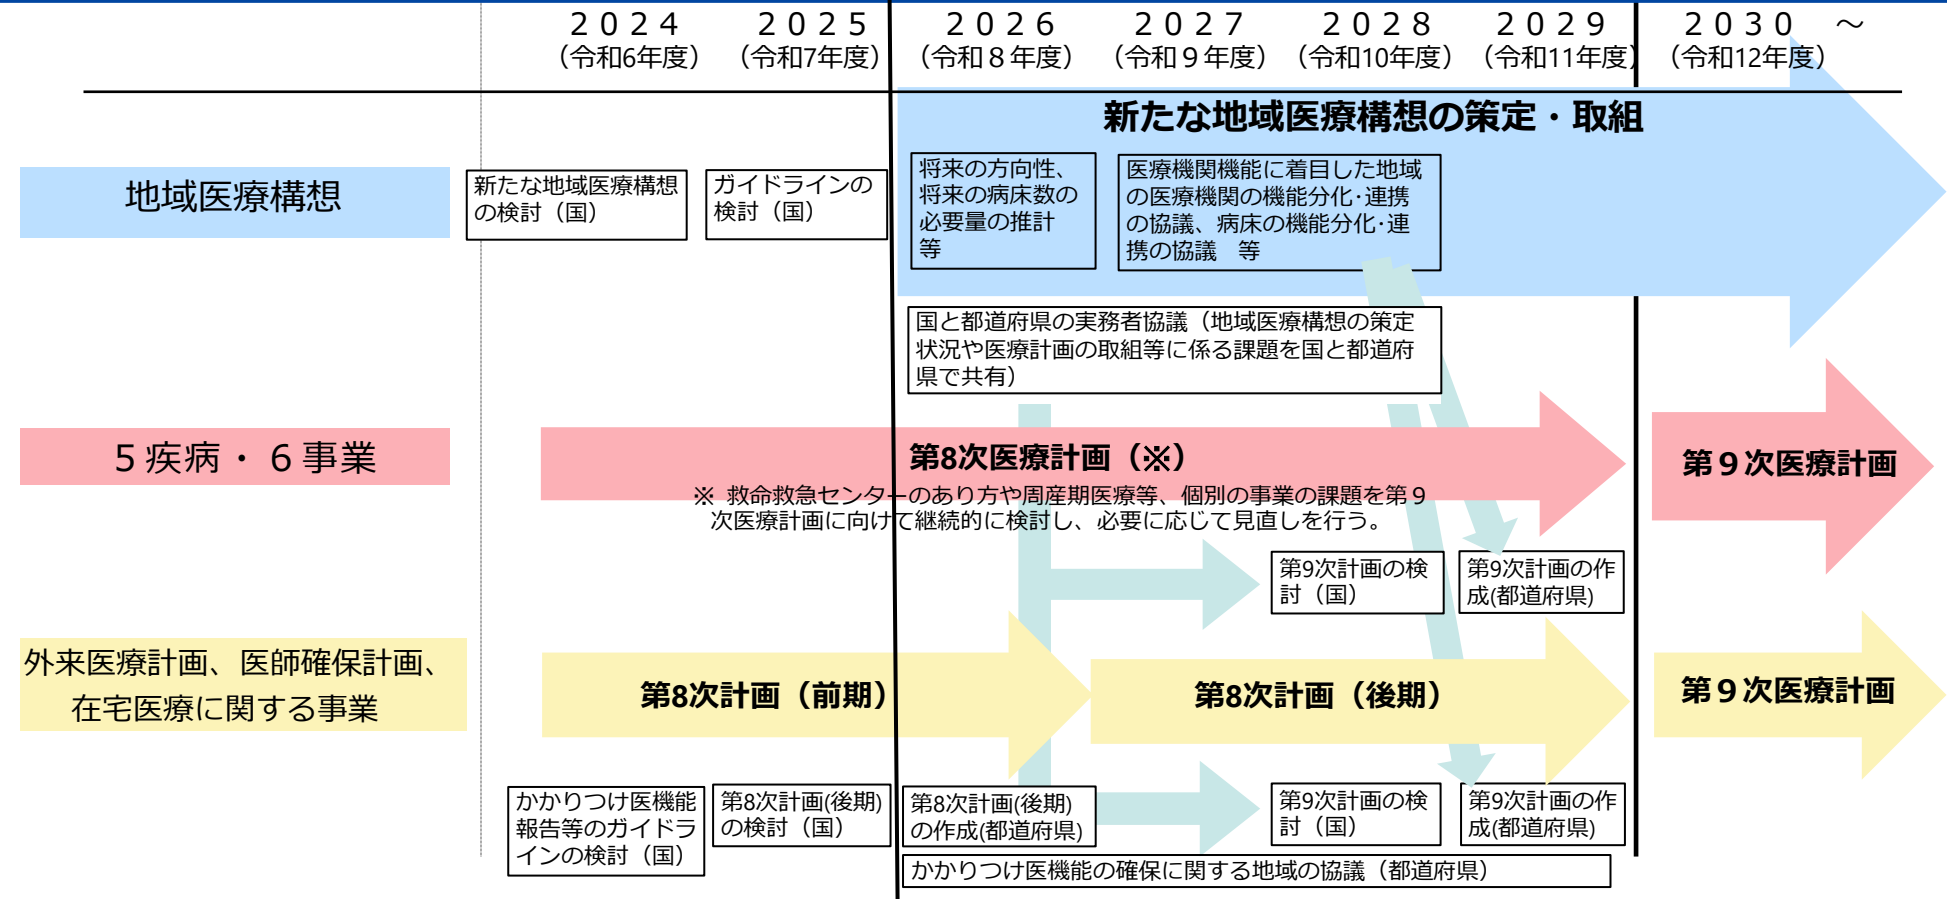 ２０２４
２０２５
２０２６
２０２７
２０２８
２０２９
２０３０　～
（令和6年度）
（令和7年度）
（令和８年度）
（令和９年度）
（令和10年度）
（令和11年度）
（令和12年度）
新たな地域医療構想の策定・取組
地域医療構想
新たな地域医療構想
の検討（国）
ガイドラインの
検討（国）
将来の方向性、
将来の病床数の
必要量の推計
等
医療機関機能に着目した地域
の医療機関の機能分化･連携
の協議、病床の機能分化･連
携の協議　等
国と都道府県の実務者協議（地域医療構想の策定
状況や医療計画の取組等に係る課題を国と都道府
県で共有）
５疾病・６事業
第8次医療計画（※）
※ 救命救急センターのあり方や周産期医療等、個別の事業の課題を第９
次医療計画に向けて継続的に検討し、必要に応じて見直しを行う。
第９次医療計画
第9次計画の検
討（国）
第9次計画の作
成(都道府県)
外来医療計画、医師確保計画、
在宅医療に関する事業
第8次計画（前期）
第8次計画（後期）
第９次医療計画
かかりつけ医機能
報告等のガイドラ
インの検討（国）
第8次計画(後期)
の検討（国）
第8次計画(後期)
の作成(都道府県)
第9次計画の検
討（国）
第9次計画の作
成(都道府県)
かかりつけ医機能の確保に関する地域の協議（都道府県）